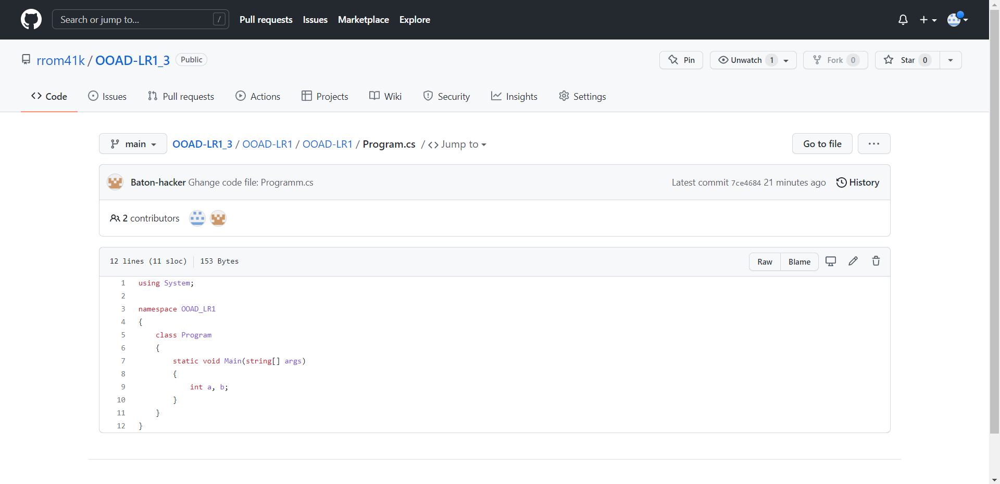 Search or jump to... /
Pull requests Issues Marketplace Explore
rrom41k / OOAD-LR1_3 Public
Pin Unwatch 1 Fork 0 Star 0
Code Issues Pull requests Actions Projects Wiki Security Insights Settings
main OOAD-LR1_3 / OOAD-LR1 / OOAD-LR1 / Program.cs / <> Jump to
Go to file ...
Baton-hacker Ghange code file: Programm.cs
Latest commit 7ce4684 21 minutes ago History
2 contributors
12 lines (11 sloc) 153 Bytes
Raw Blame
1 using System;
2
3 namespace OOAD_LR1
4 {
5 class Program
6 {
7 static void Main(string[] args)
8 {
9 int a, b;
10 }
11 }
12 }